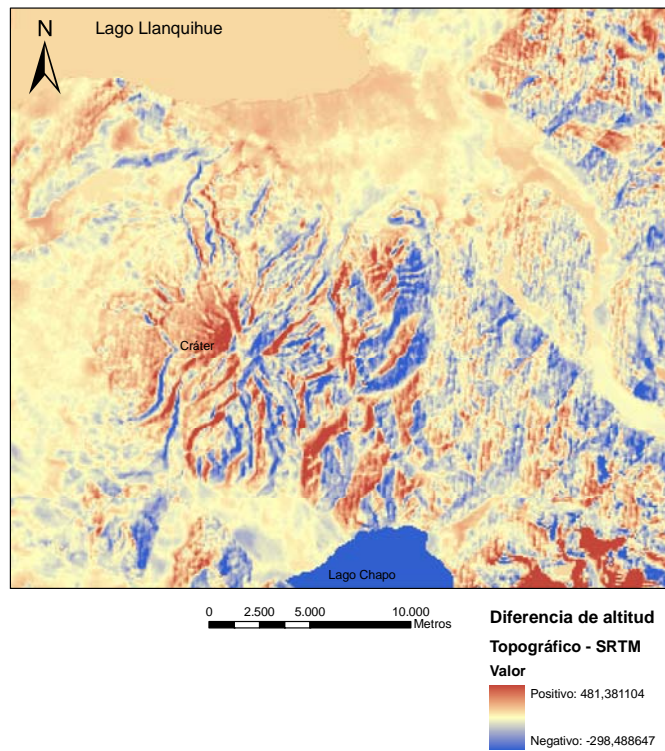 Lago Llanquihue
N
Cráter
Lago Chapo
0 2.500 5.000 10.000
Metros
Diferencia de altitud
Topográfico - SRTM
Valor
Positivo: 481,381104
Negativo: -298,488647